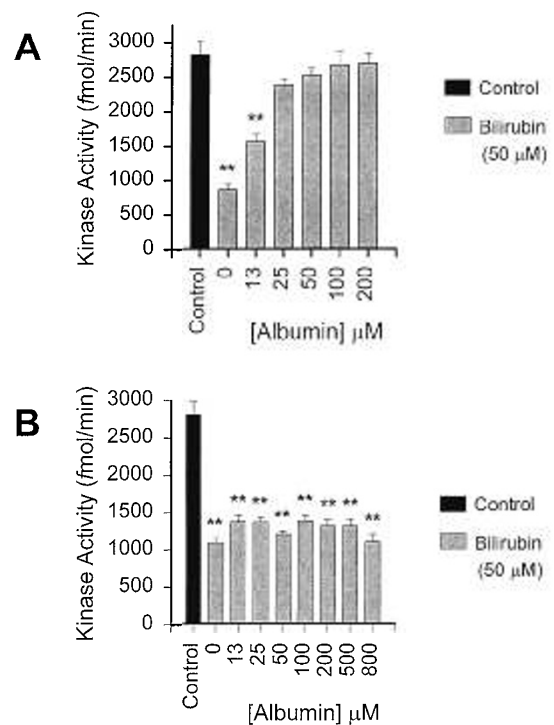 A
Kinase Activity (fmol/min)
3000
2500
2000
1500
1000
500
0
**
**
Control
0
13
25
50
100
200
[Albumin] μM
Control
Bilirubin
(50 μM)
B
Kinase Activity (fmol/min)
3000
2500
2000
1500
1000
500
0
**
**
**
**
**
**
**
**
Control
0
13
25
50
100
200
500
800
[Albumin] μM
Control
Bilirubin
(50 μM)